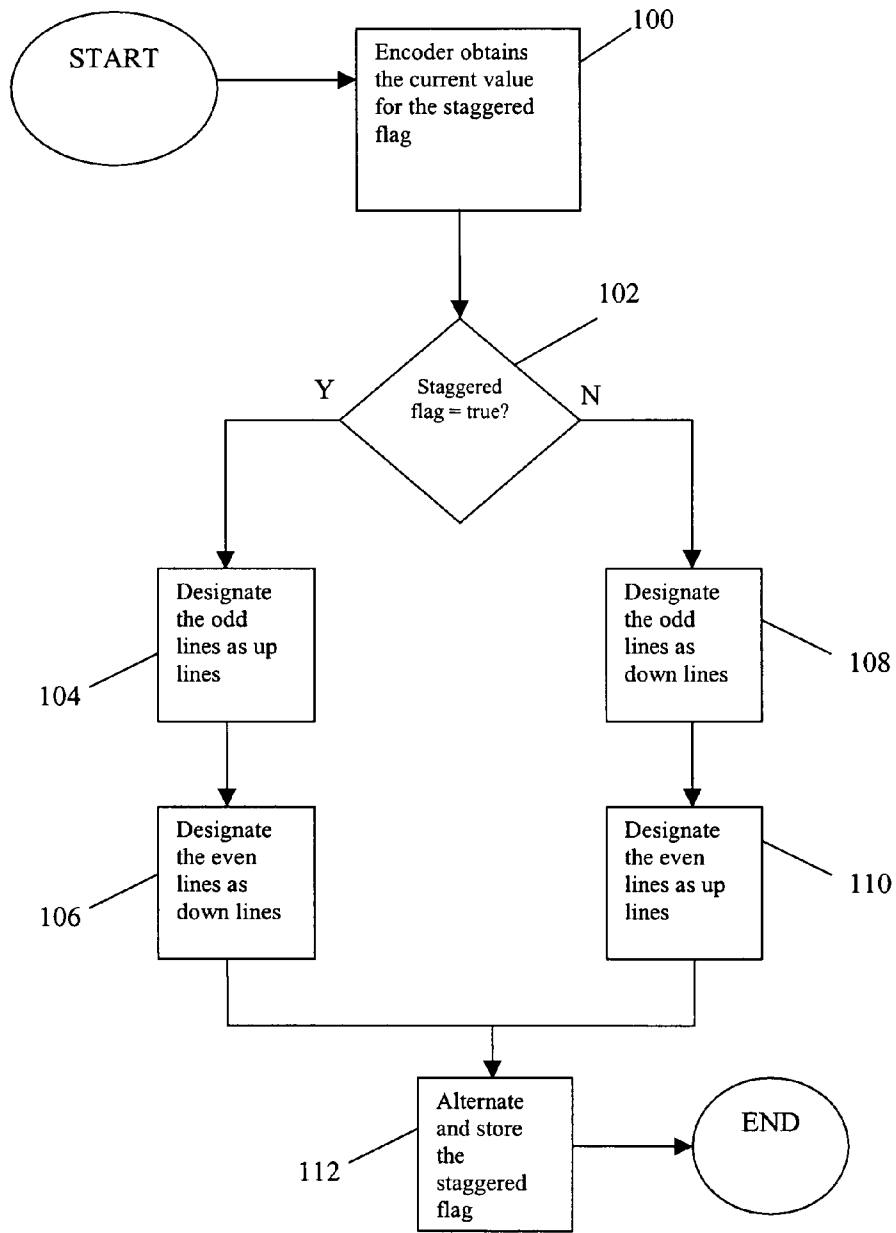 START
100
Encoder obtains
the current value
for the staggered
flag
102
Y
Staggered
flag = true?
N
Designate
the odd
lines as up
lines
104
Designate
the odd
lines as
down lines
108
Designate
the even
lines as
down lines
106
Designate
the even
lines as up
lines
110
Alternate
and store
the
staggered
flag
112
END